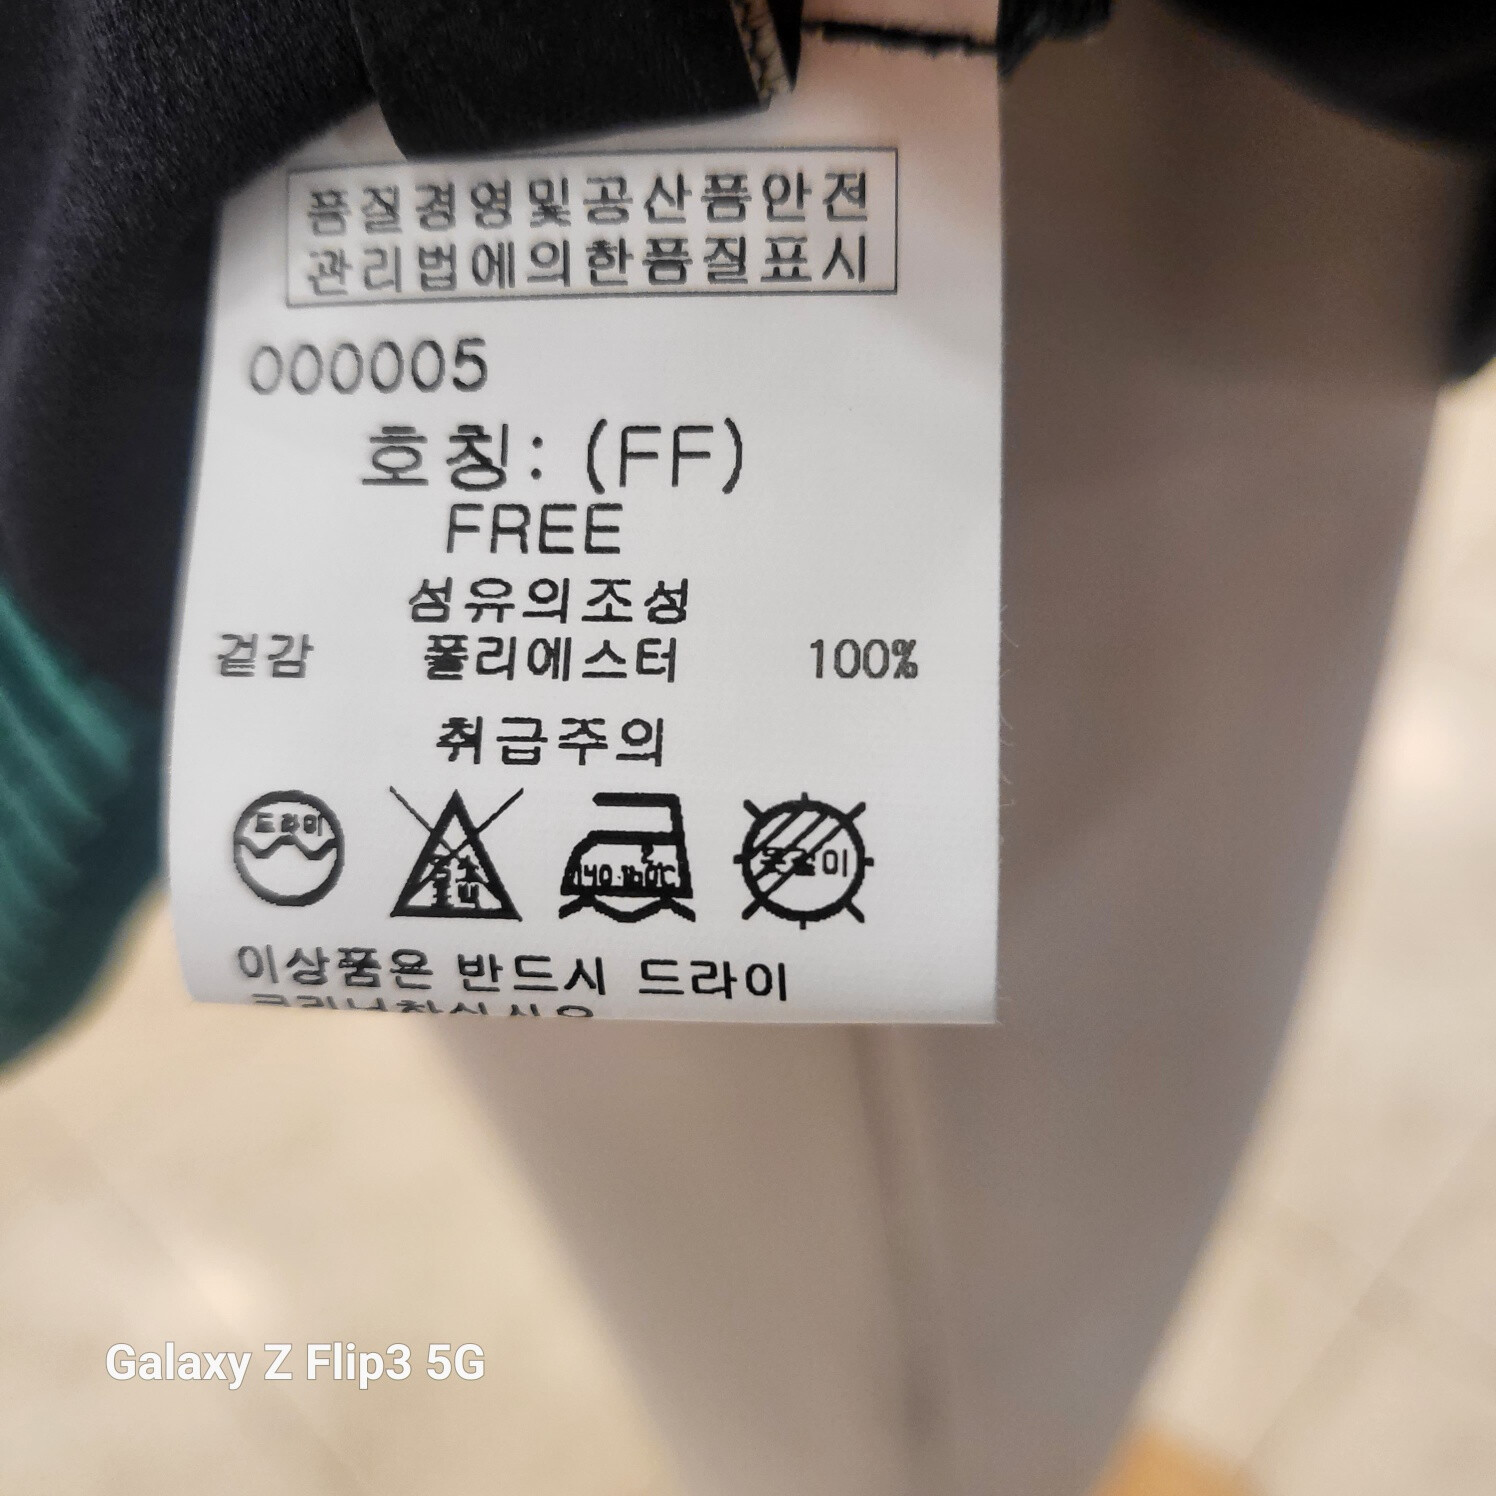 품질경영및공산품안전
관리법에의한품질표시
000005
호칭: (FF)
FREE
섬유의조성
겉감 폴리에스터 100%
취급주의
드라이
140-160℃
이상품은 반드시 드라이
Galaxy Z Flip3 5G